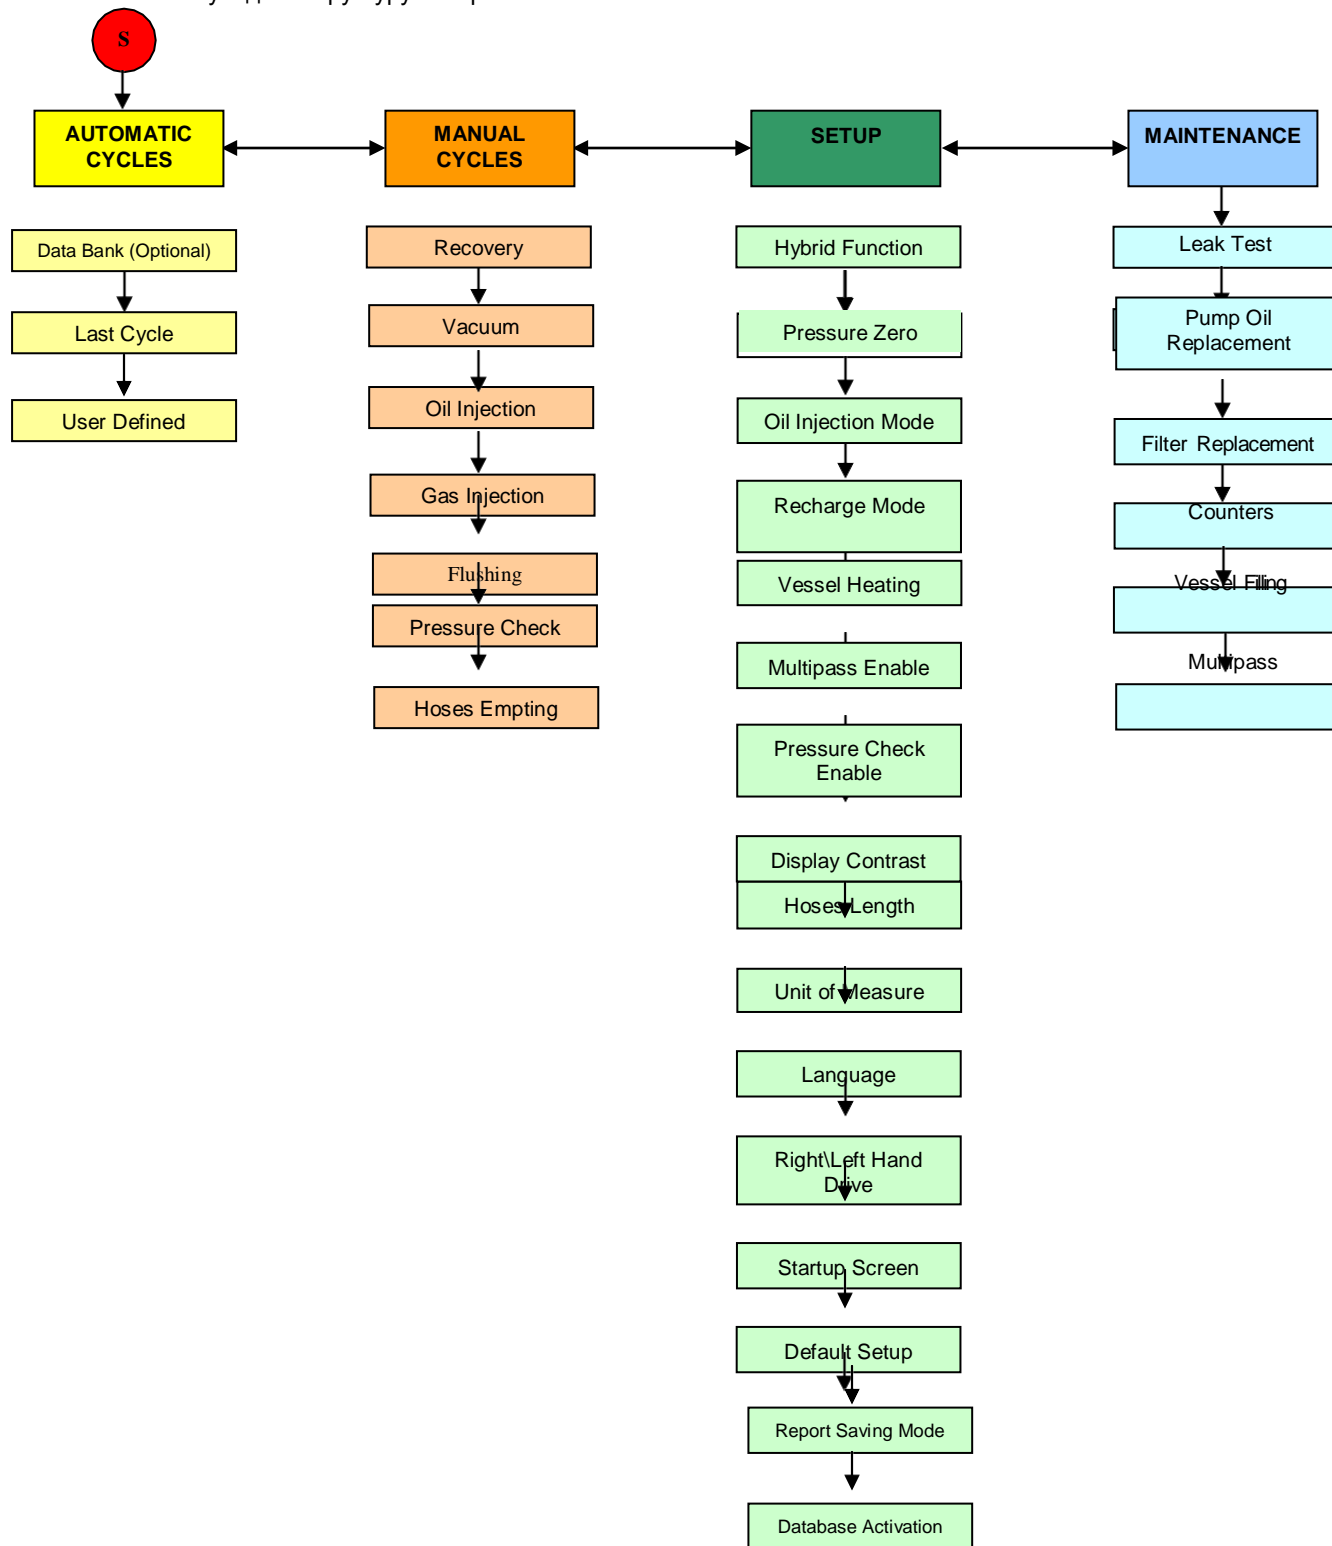 S
AUTOMATIC
CYCLES
MANUAL
CYCLES
SETUP
MAINTENANCE
Data Bank (Optional)
Last Cycle
User Defined
Recovery
Vacuum
Oil Injection
Gas Injection
Flushing
Pressure Check
Hoses Empting
Hybrid Function
Pressure Zero
Oil Injection Mode
Recharge Mode
Vessel Heating
Multipass Enable
Pressure Check
Enable
Display Contrast
Hoses Length
Unit of Measure
Language
Right\Left Hand
Drive
Startup Screen
Default Setup
Report Saving Mode
Database Activation
Leak Test
Pump Oil
Replacement
Filter Replacement
Counters
Vessel Filling
Multipass